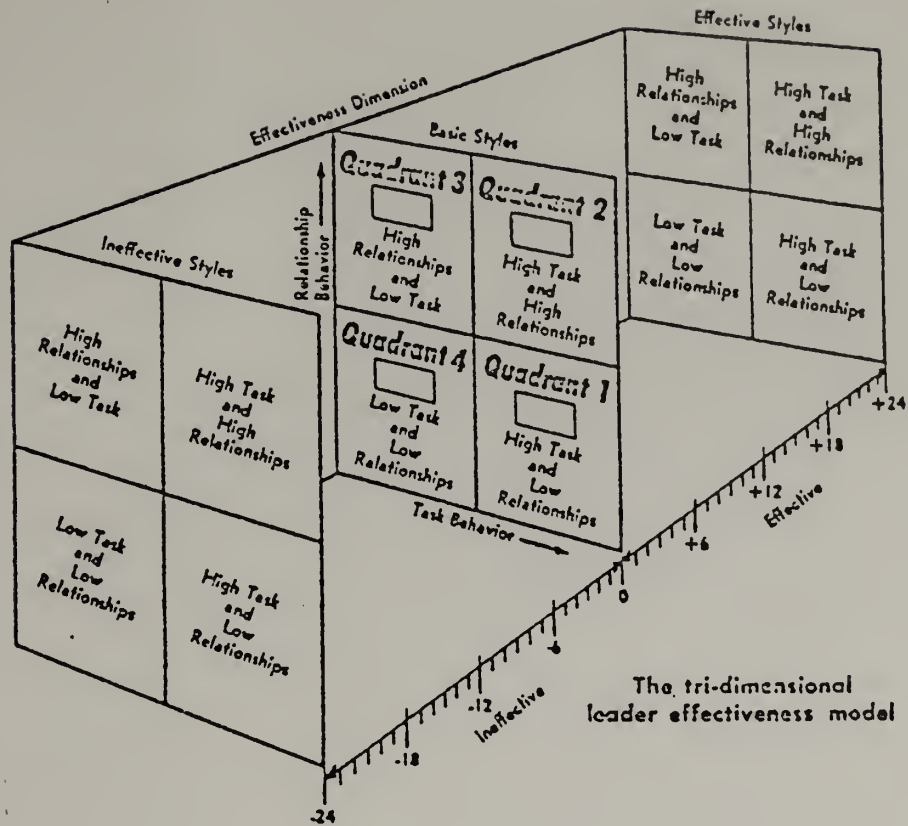 Effective Styles
High
Relationships
and
Low Task
High Task
and
High
Relationships
Low Task
and
Low
Relationships
High Task
and
Low
Relationships
Effectiveness Dimension
Basic Styles
Relationship
Behavior
Quadrant 3
High
Relationships
and
Low Task
Quadrant 2
High Task
and
High
Relationships
Quadrant 4
Low Task
and
Low
Relationships
Quadrant 1
High Task
and
Low
Relationships
Task Behavior
Ineffective Styles
High
Relationships
and
Low Task
High Task
and
High
Relationships
Low Task
and
Low
Relationships
High Task
and
Low
Relationships
+24
+18
+12
+6
0
-6
-12
-18
-24
Effective
Ineffective
The tri-dimensional
leader effectiveness model